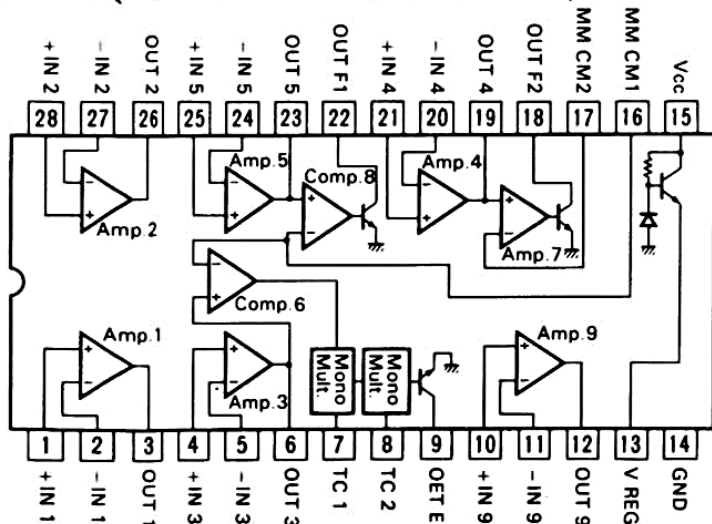 + IN 2
− IN 2
OUT 2
+ IN 5
− IN 5
OUT 5
OUT F1
+ IN 4
− IN 4
OUT 4
OUT F2
MM CM2
MM CM1
Vcc
28
27
26
25
24
23
22
21
20
19
18
17
16
15
Amp.5
Comp.8
Amp.4
Amp.2
Amp.7
Comp.6
Amp.1
Amp.3
Mono Mult.
Mono Mult.
Amp.9
1
2
3
4
5
6
7
8
9
10
11
12
13
14
+ IN 1
− IN 1
OUT 1
+ IN 3
− IN 3
OUT 3
TC 1
TC 2
OET E
+ IN 9
− IN 9
OUT 9
V REG
GND